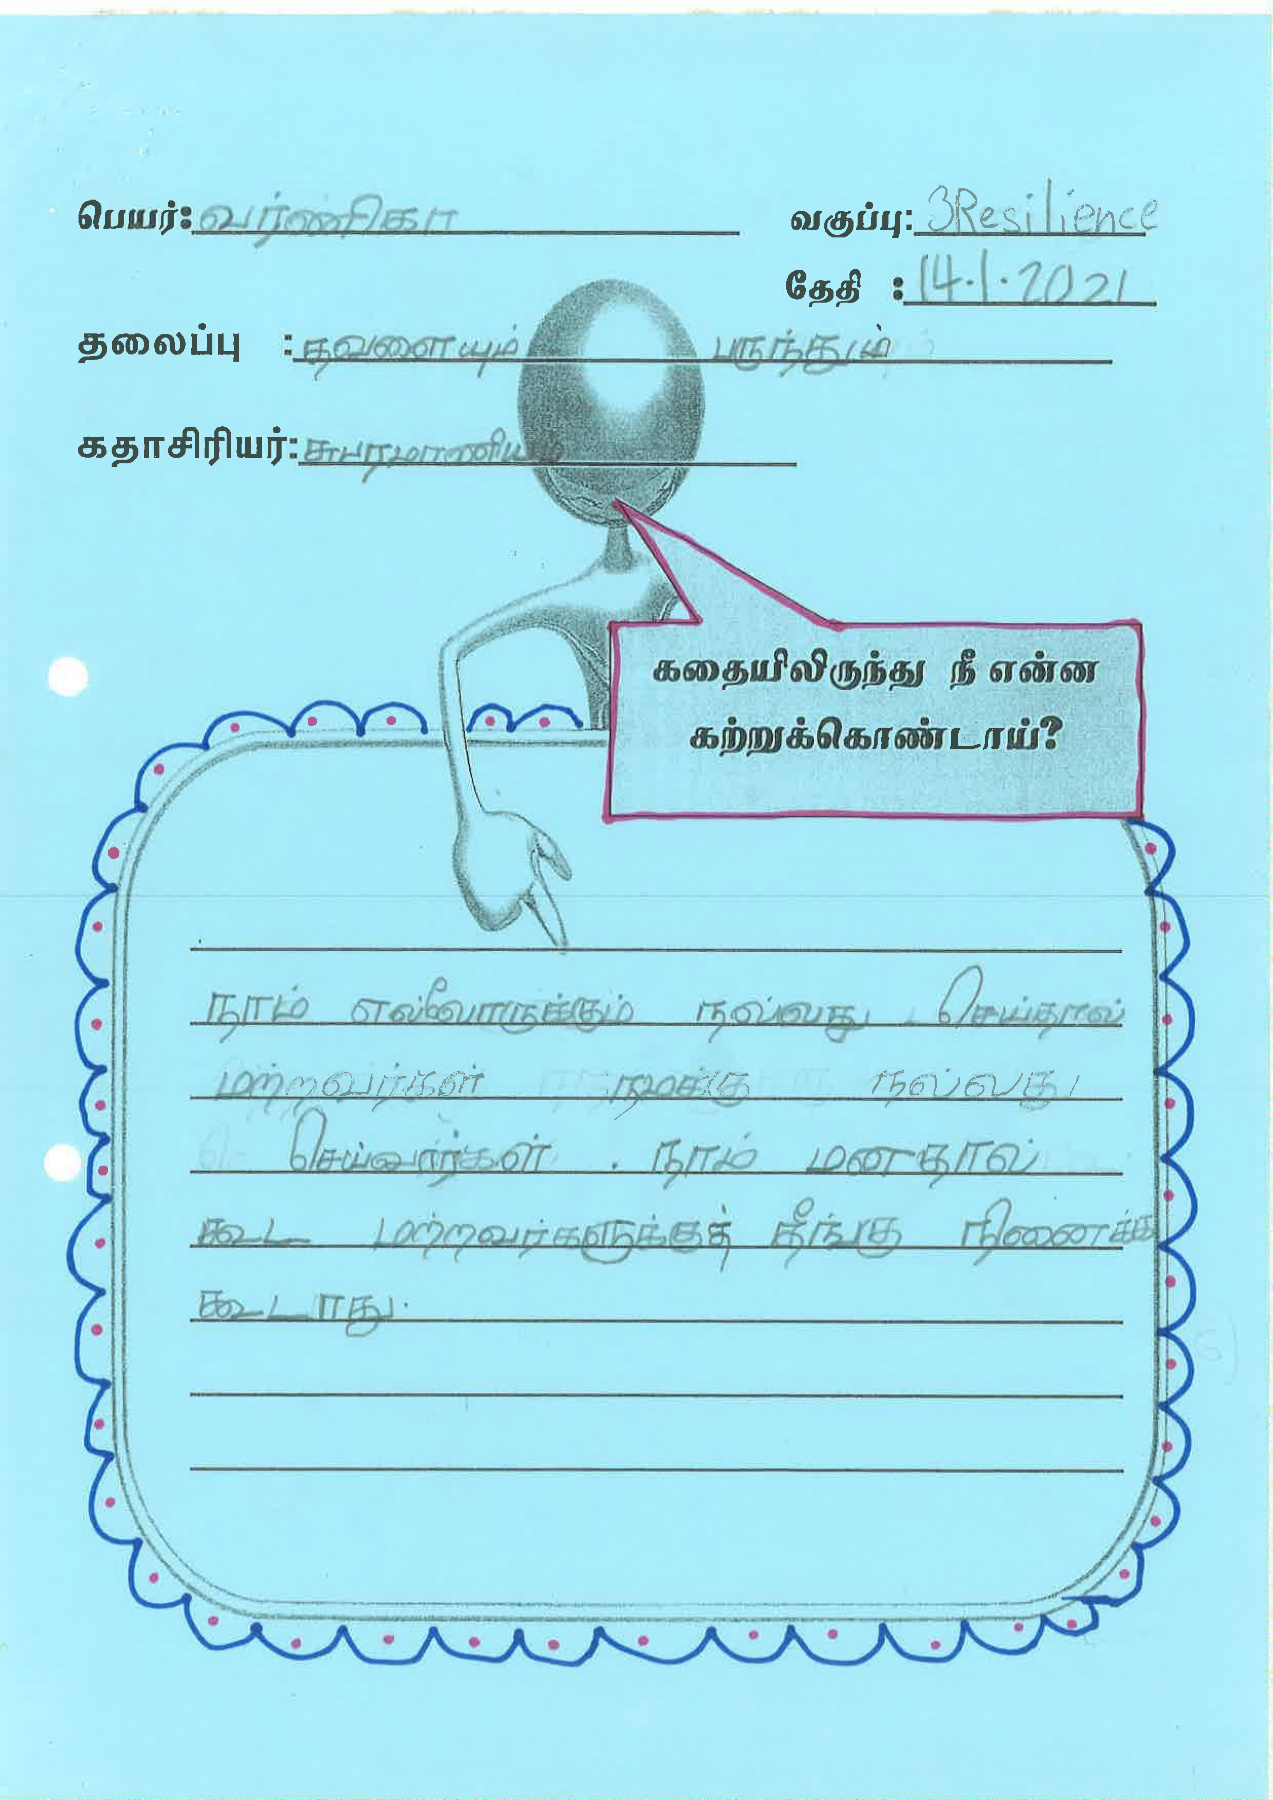 பெயர்: வர்ணிகா வகுப்பு: 3Resilience
தேதி : 14.1.2021
தலைப்பு : தவளையும் பருந்தும்
கதாசிரியர்: சுபரமாணியம்
கதையிலிருந்து நீ என்ன
கற்றுக்கொண்டாய்?
நாம் எல்லோருக்கும் நல்லது செய்தால்
மற்றவர்கள் நமக்கு நல்லது
செய்வார்கள். நாம் மனதால்
கூட மற்றவர்களுக்குத் தீங்கு நினைக்க
கூடாது.